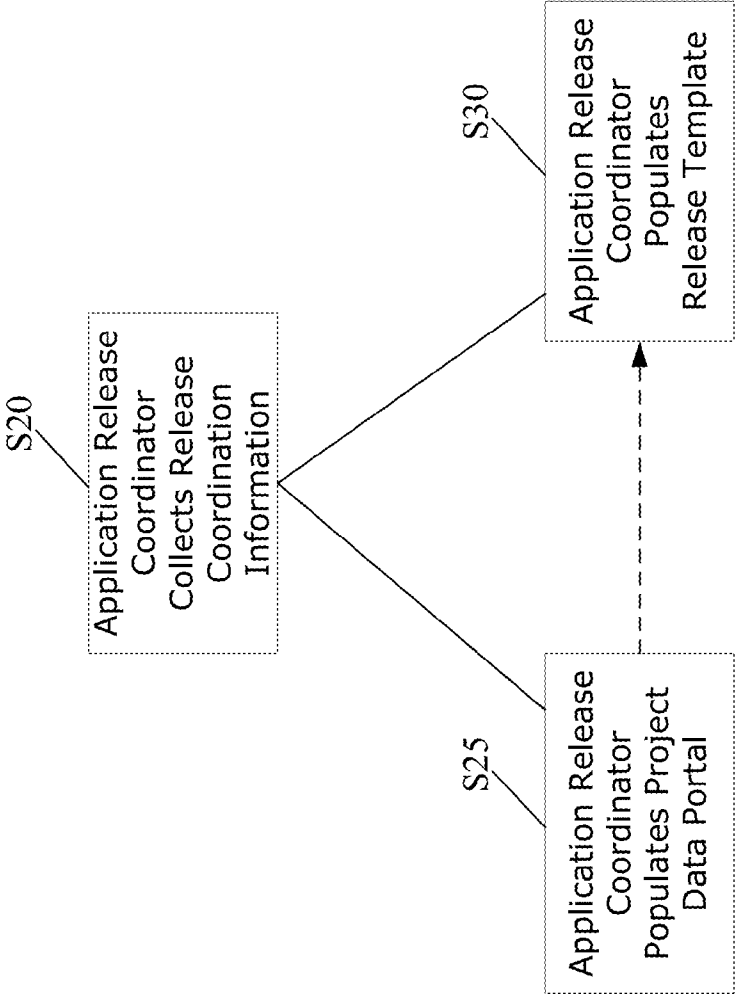 S20
Application Release
Coordinator
Collects Release
Coordination
Information
S25
Application Release
Coordinator
Populates Project
Data Portal
S30
Application Release
Coordinator
Populates
Release Template